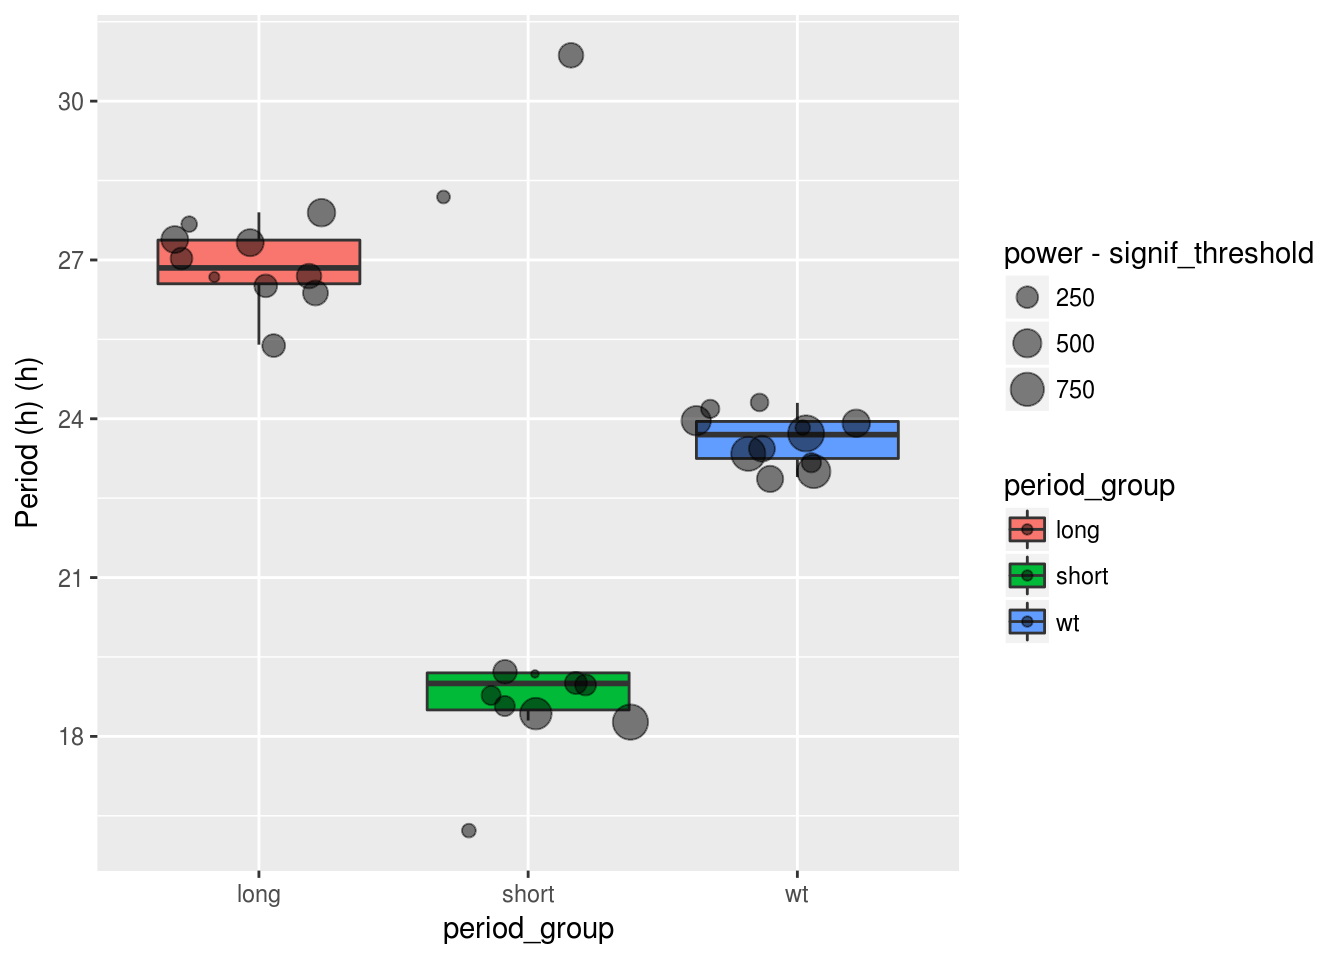 Period (h) (h)
30
27
24
21
18
long
short
wt
period_group
power - signif_threshold
250
500
750
period_group
long
short
wt